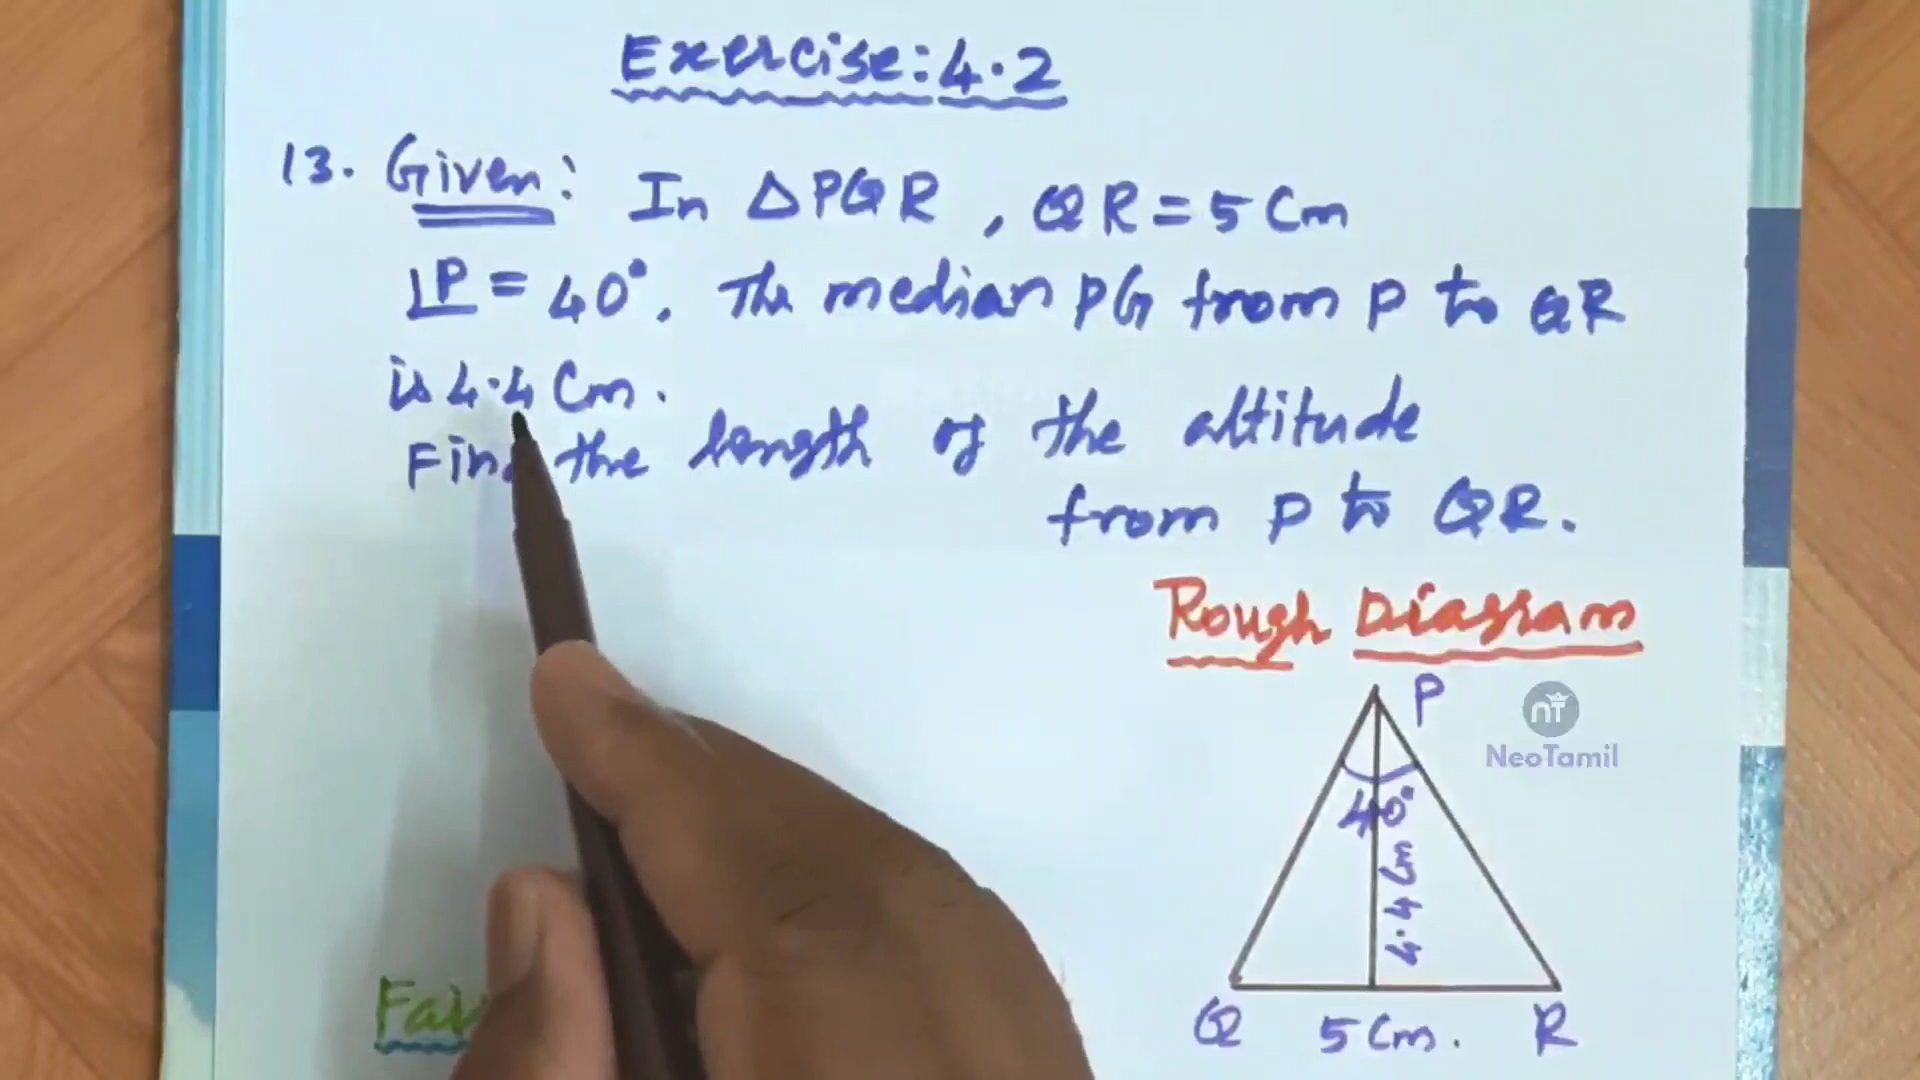 Exercise: 4.2
13. Given: In △PQR, QR = 5 Cm
∠P = 40°. The median PG from P to QR
is 4.4 Cm.
Find the length of the altitude
from P to QR.
Rough Diagram
P
NeoTamil
40°
4.4 Cm
Q 5 Cm. R